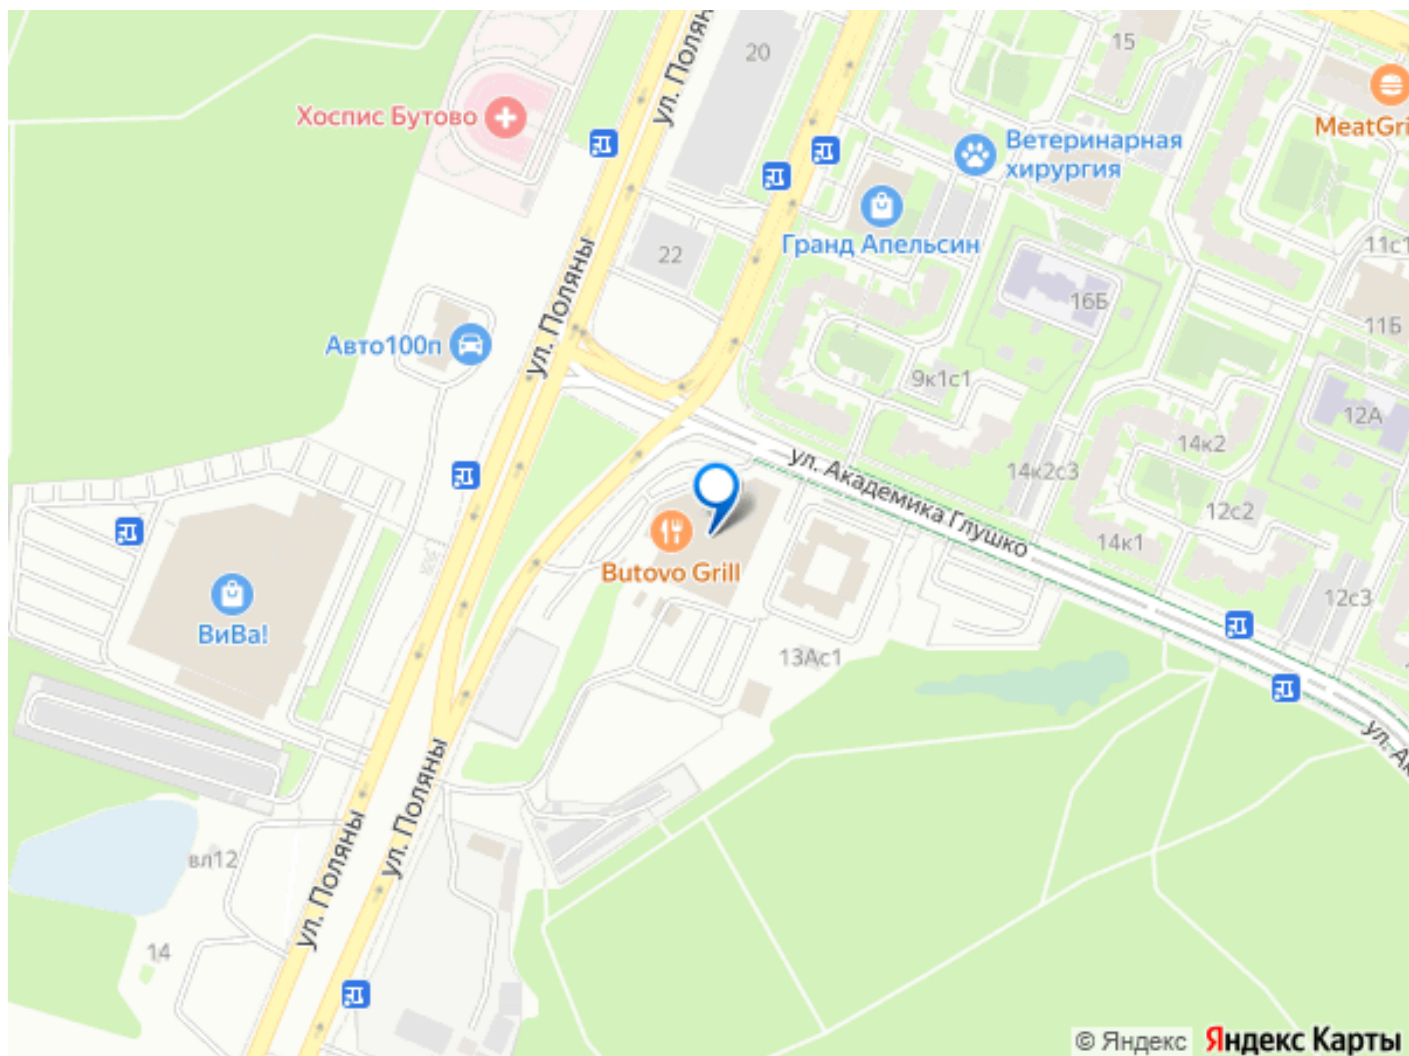 15
20
ул. Поляны
Хоспис Бутово
MeatGri
Ветеринарная
хирургия
Гранд Апельсин
11с1
22
16Б
ул. Поляны
11Б
Авто100п
9к1с1
12А
14к2
ул. Академика Глушко
14к2с3
12с2
14к1
Butovo Grill
12с3
ВиВа!
13Ас1
ул. Ак
ул. Поляны
ул. Поляны
вл12
14
© Яндекс Яндекс Карты